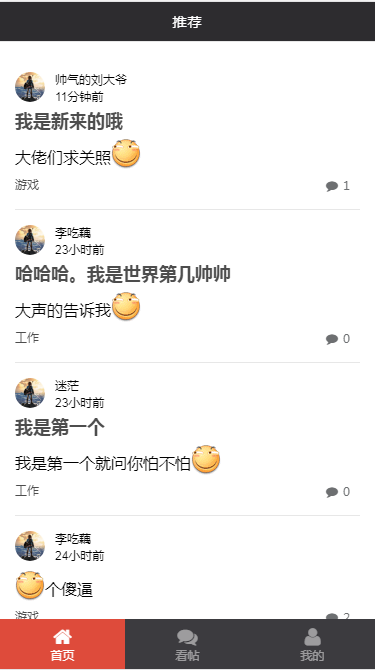 推荐
帅气的刘大爷
11分钟前
我是新来的哦
大佬们求关照
游戏
1
李吃藕
23小时前
哈哈哈。我是世界第几帅帅
大声的告诉我
工作
0
迷茫
23小时前
我是第一个
我是第一个就问你怕不怕
工作
0
李吃藕
24小时前
个傻逼
游戏
2
首页
看帖
我的